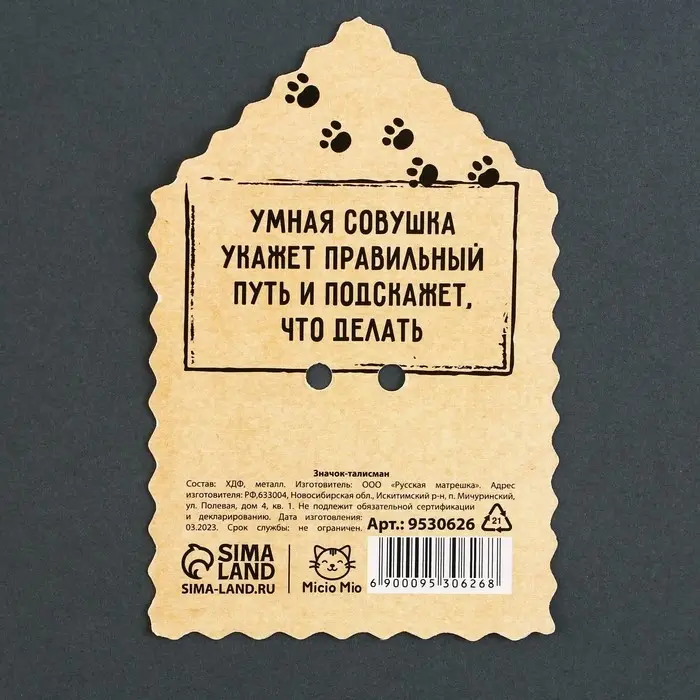 УМНАЯ СОВУШКА
УКАЖЕТ ПРАВИЛЬНЫЙ
ПУТЬ И ПОДСКАЖЕТ,
ЧТО ДЕЛАТЬ
Значок-талисман
Состав: ХДФ, металл. Изготовитель: ООО «Русская матрешка». Адрес
изготовителя: РФ,633004, Новосибирская обл., Искитимский р-н, п. Мичуринский,
ул. Полевая, дом 4, кв. 1. Не подлежит обязательной сертификации
и декларированию. Дата изготовления:
03.2023. Срок службы: не ограничен.
Арт.: 9530626
21
SIMA
LAND
SIMA-LAND.RU
Micio Mio
6 900095 306268